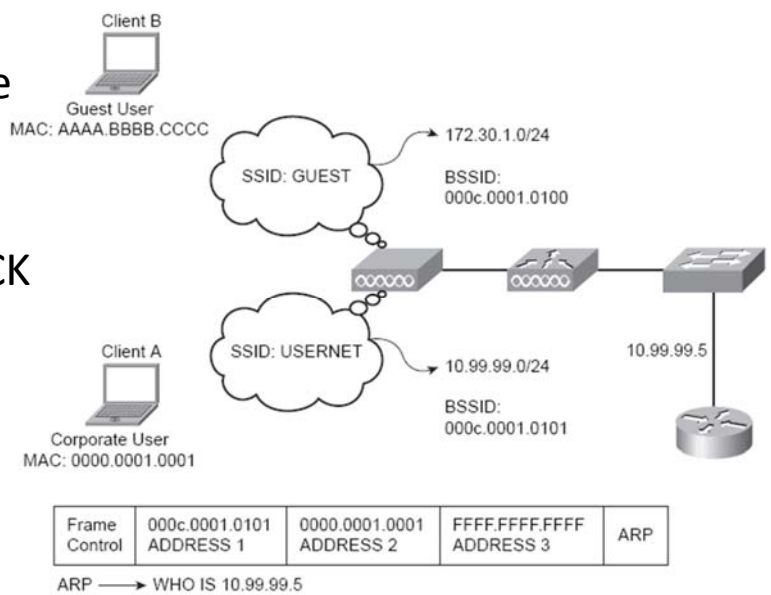 Client B
e
Guest User
MAC: AAAA.BBBB.CCCC
SSID: GUEST
172.30.1.0/24
BSSID:
000c.0001.0100
CK
Client A
Corporate User
MAC: 0000.0001.0001
SSID: USERNET
10.99.99.0/24
BSSID:
000c.0001.0101
10.99.99.5
Frame Control
000c.0001.0101 ADDRESS 1
0000.0001.0001 ADDRESS 2
FFFF.FFFF.FFFF ADDRESS 3
ARP
ARP → WHO IS 10.99.99.5